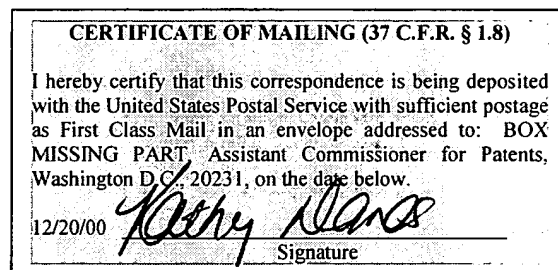 CERTIFICATE OF MAILING (37 C.F.R. § 1.8)
I hereby certify that this correspondence is being deposited
with the United States Postal Service with sufficient postage
as First Class Mail in an envelope addressed to: BOX
MISSING PART Assistant Commissioner for Patents,
Washington D.C., 20231, on the date below.
12/20/00 Kathy
Signature